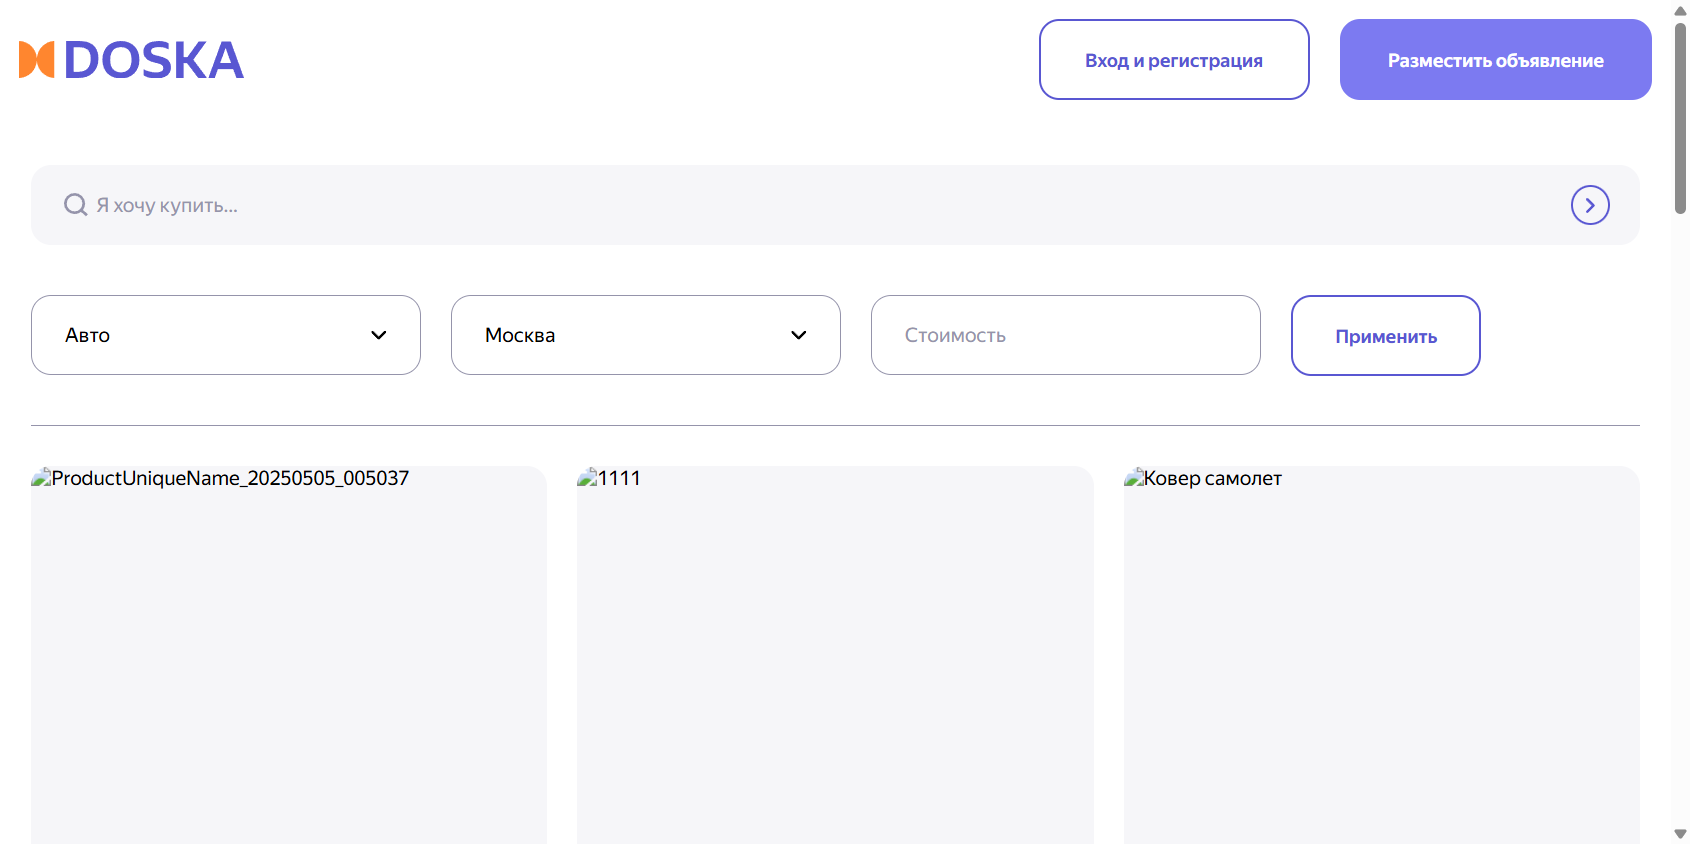 DOSKA
Вход и регистрация
Разместить объявление
Я хочу купить...
Авто
Москва
Стоимость
Применить
ProductUniqueName_20250505_005037
1111
Ковер самолет